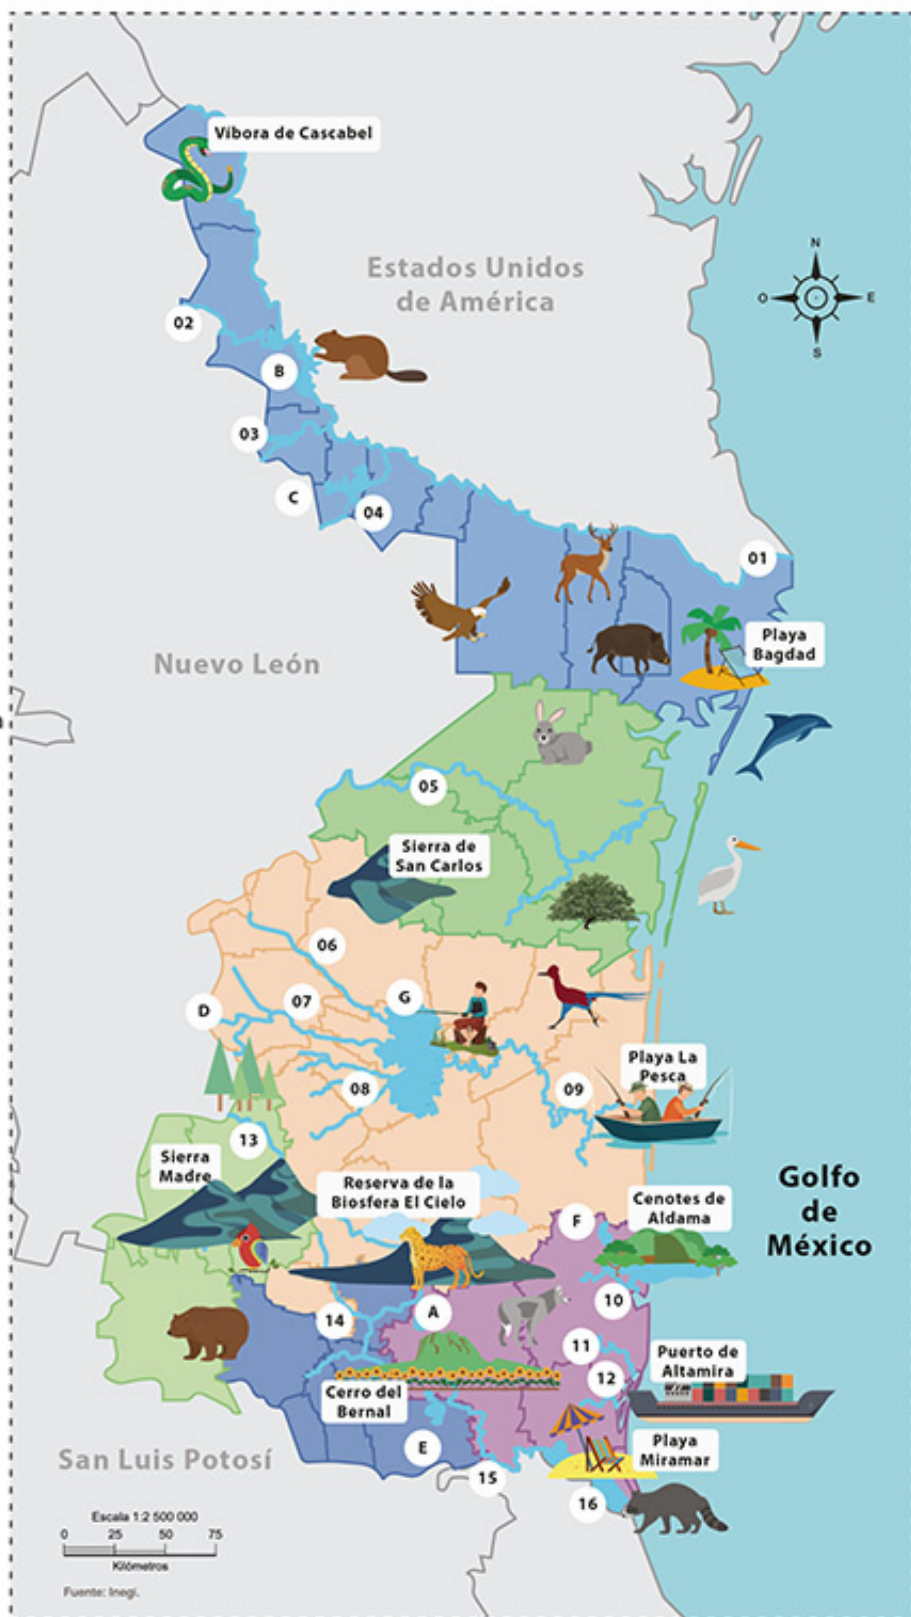 Víbora de Cascabel
Estados Unidos
de América
N
O
E
S
02
B
03
C
04
01
Playa
Bagdad
Nuevo León
05
Sierra de
San Carlos
06
07
D
G
08
09
Playa La
Pesca
13
Sierra
Madre
Reserva de la
Biosfera El Cielo
Golfo
de
México
Cenotes de
Aldama
F
10
A
14
11
12
Puerto de
Altamira
Cerro del
Bernal
E
Playa
Miramar
San Luis Potosí
15
16
Escala 1:2 500 000
0 25 50 75
Kilómetros
Fuente: Inegi.